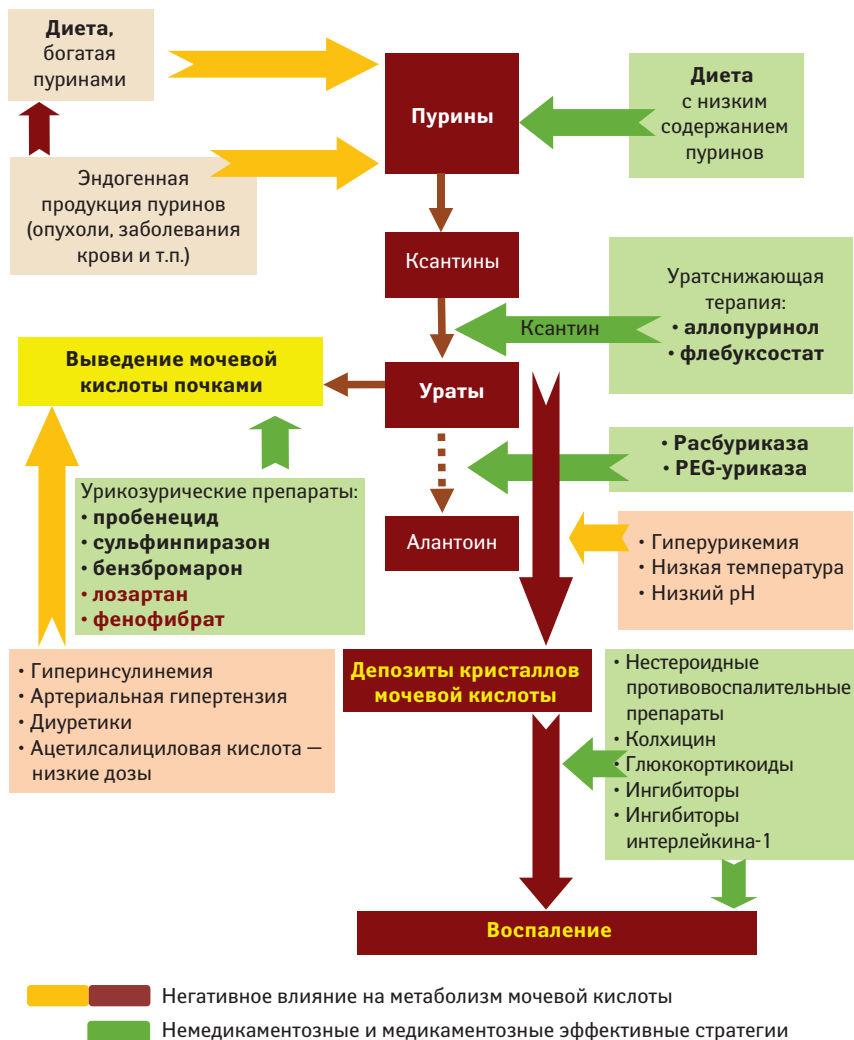 Диета,
богатая
пуринами
Пурины
Диета
с низким
содержанием
пуринов
Эндогенная
продукция пуринов
(опухоли, заболевания
крови и т.п.)
Ксантины
Ксантин
Уратснижающая
терапия:
• аллопуринол
• флебуксостат
Выведение мочевой
кислоты почками
Ураты
• Расбуриказа
• PEG-уриказа
Урикозурические препараты:
• пробенецид
• сульфинпиразон
• бензбромарон
• лозартан
• фенофибрат
Алантоин
• Гиперурикемия
• Низкая температура
• Низкий pH
• Гиперинсулинемия
• Артериальная гипертензия
• Диуретики
• Ацетилсалициловая кислота —
низкие дозы
Депозиты кристаллов
мочевой кислоты
• Нестероидные
противовоспалительные
препараты
• Колхицин
• Глюкокортикоиды
• Ингибиторы
• Ингибиторы
интерлейкина-1
Воспаление
Негативное влияние на метаболизм мочевой кислоты
Немедикаментозные и медикаментозные эффективные стратегии